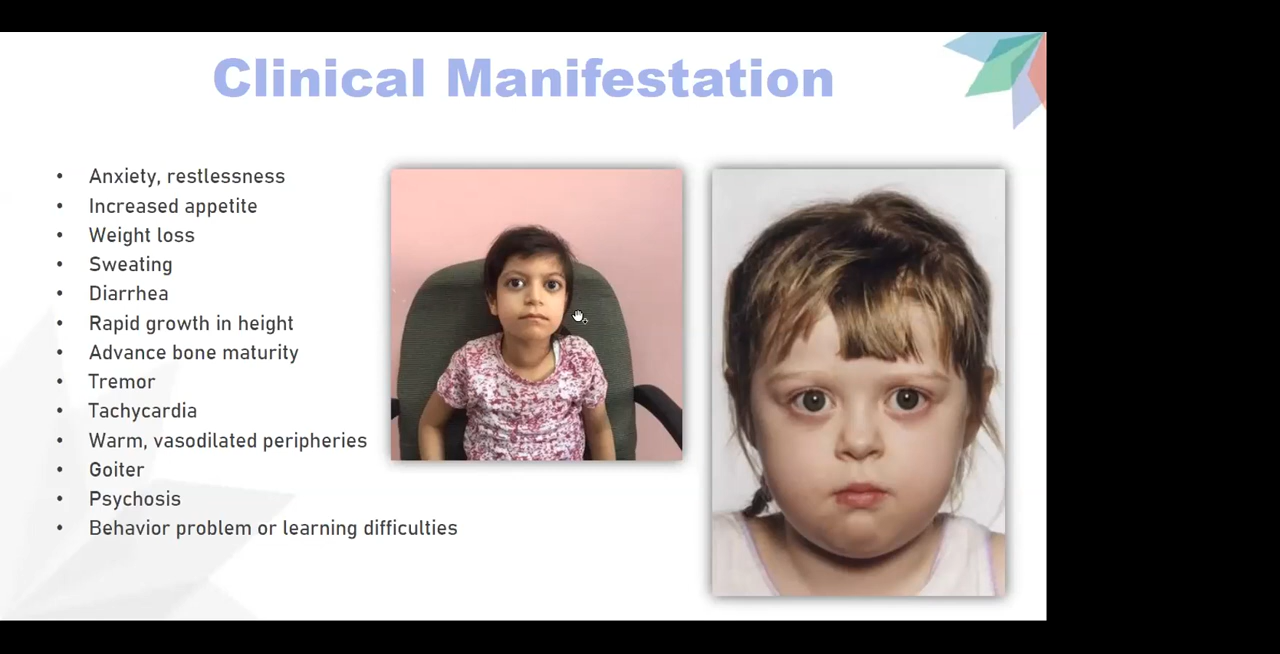 Clinical Manifestation
• Anxiety, restlessness
• Increased appetite
• Weight loss
• Sweating
• Diarrhea
• Rapid growth in height
• Advance bone maturity
• Tremor
• Tachycardia
• Warm, vasodilated peripheries
• Goiter
• Psychosis
• Behavior problem or learning difficulties